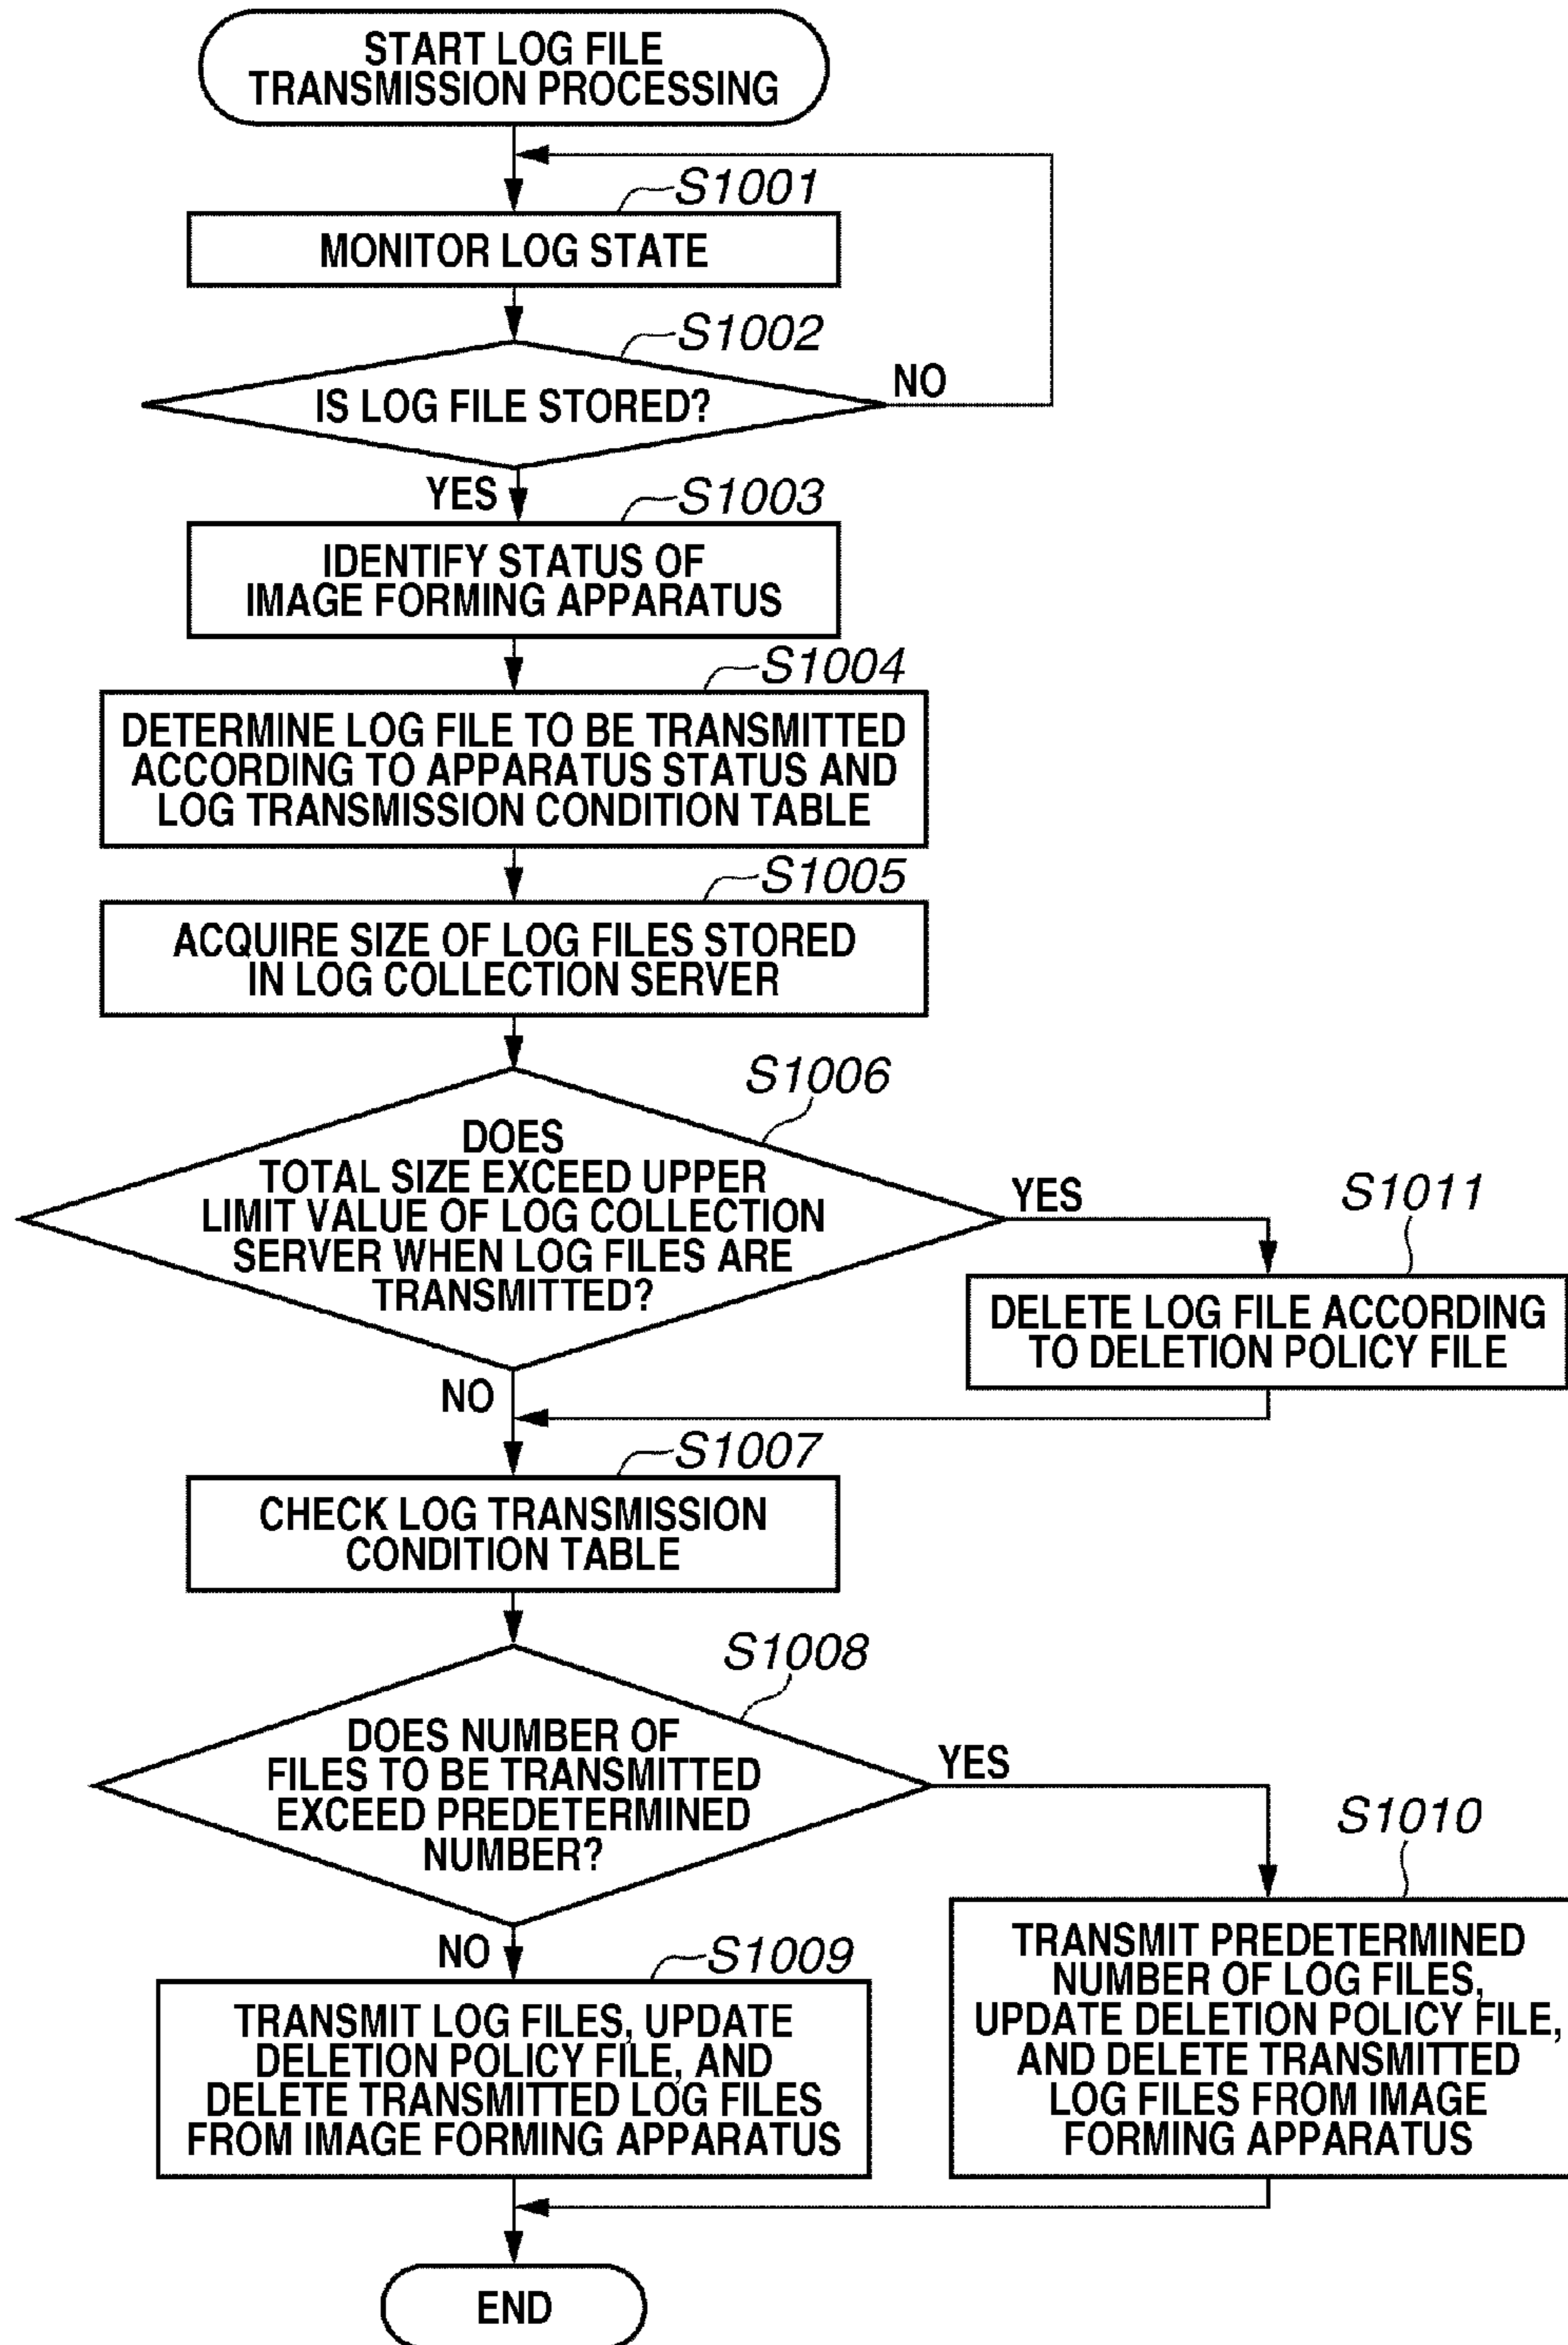 START LOG FILE
TRANSMISSION PROCESSING
S1001
MONITOR LOG STATE
S1002
IS LOG FILE STORED?
NO
YES
S1003
IDENTIFY STATUS OF
IMAGE FORMING APPARATUS
S1004
DETERMINE LOG FILE TO BE TRANSMITTED
ACCORDING TO APPARATUS STATUS AND
LOG TRANSMISSION CONDITION TABLE
S1005
ACQUIRE SIZE OF LOG FILES STORED
IN LOG COLLECTION SERVER
S1006
DOES
TOTAL SIZE EXCEED UPPER
LIMIT VALUE OF LOG COLLECTION
SERVER WHEN LOG FILES ARE
TRANSMITTED?
YES
S1011
DELETE LOG FILE ACCORDING
TO DELETION POLICY FILE
NO
S1007
CHECK LOG TRANSMISSION
CONDITION TABLE
S1008
DOES NUMBER OF
FILES TO BE TRANSMITTED
EXCEED PREDETERMINED
NUMBER?
YES
S1010
TRANSMIT PREDETERMINED
NUMBER OF LOG FILES,
UPDATE DELETION POLICY FILE,
AND DELETE TRANSMITTED
LOG FILES FROM IMAGE
FORMING APPARATUS
NO
S1009
TRANSMIT LOG FILES, UPDATE
DELETION POLICY FILE, AND
DELETE TRANSMITTED LOG FILES
FROM IMAGE FORMING APPARATUS
END